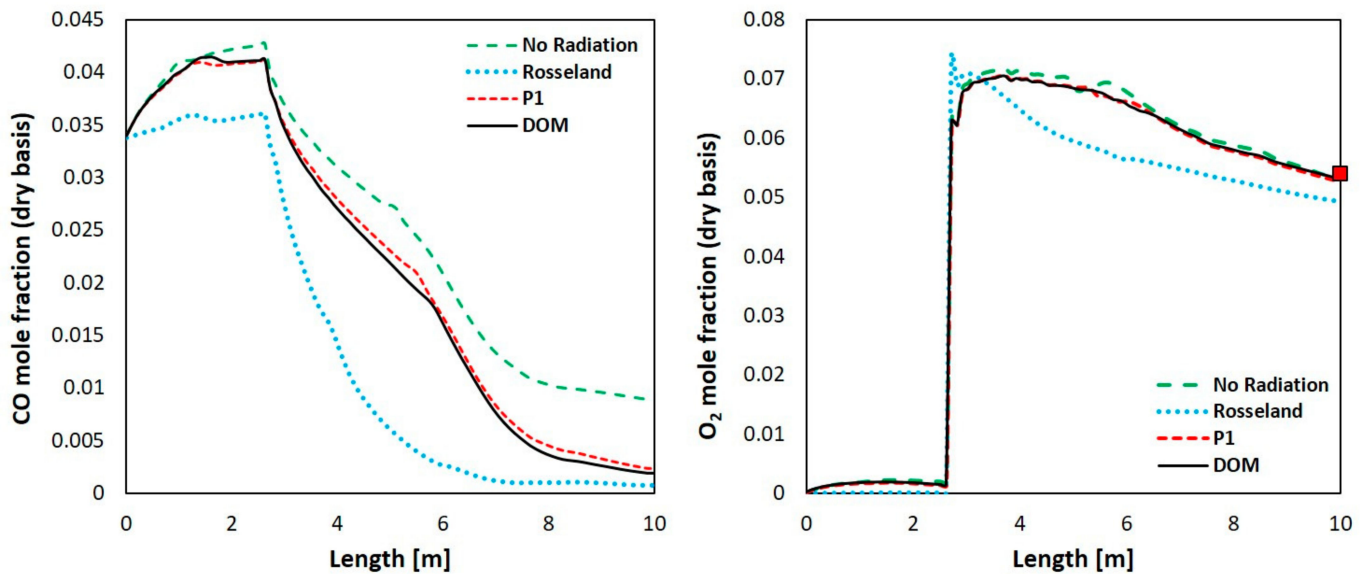 CO mole fraction (dry basis)
0.045
0.04
0.035
0.03
0.025
0.02
0.015
0.01
0.005
0
No Radiation
Rosseland
P1
DOM
0 2 4 6 8 10
Length [m]
O₂ mole fraction (dry basis)
0.08
0.07
0.06
0.05
0.04
0.03
0.02
0.01
0
No Radiation
Rosseland
P1
DOM
0 2 4 6 8 10
Length [m]